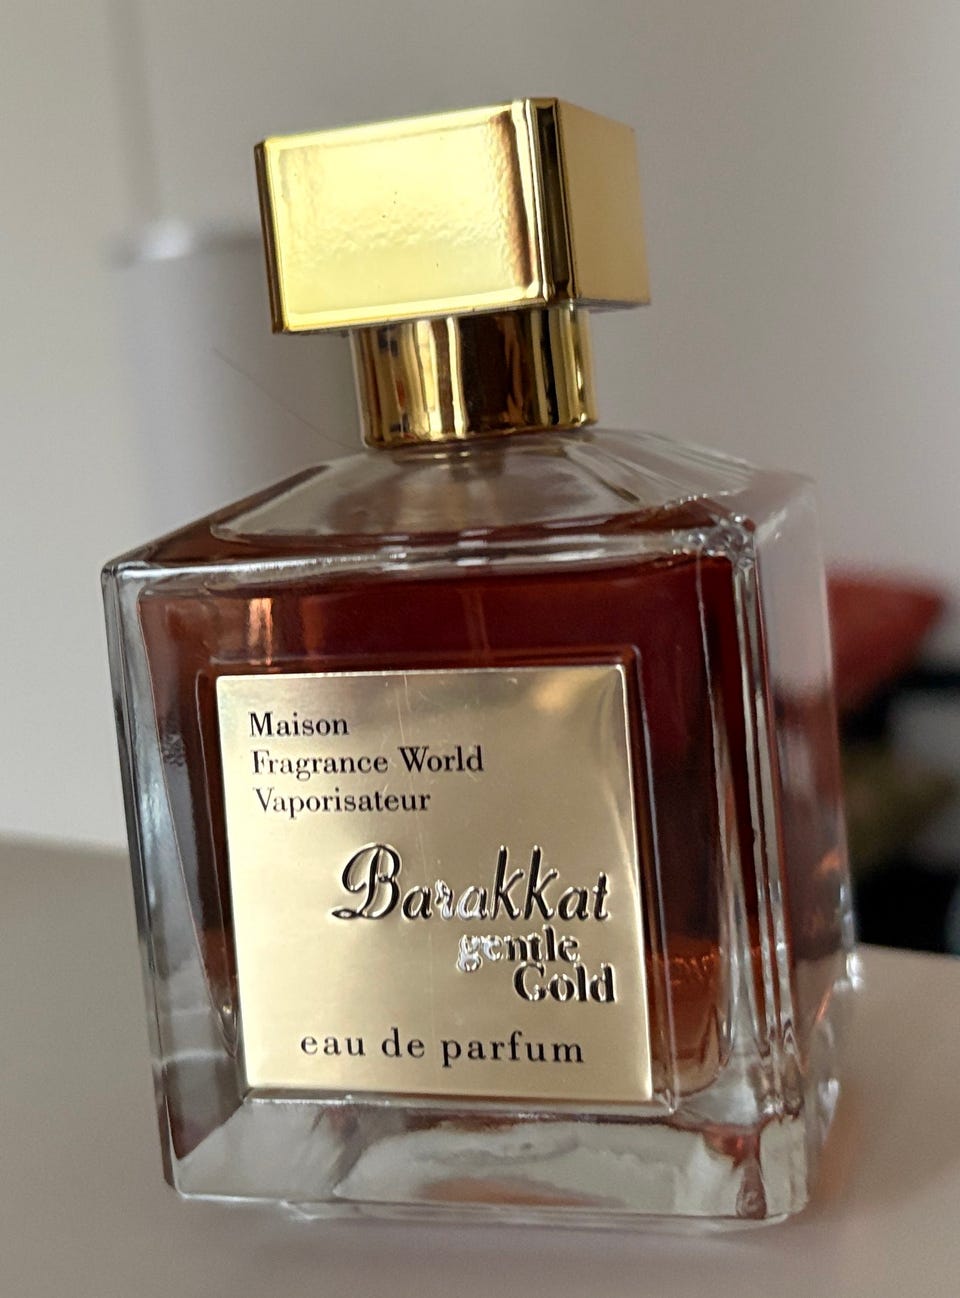 Maison
Fragrance World
Vaporisateur
Barakkat
gentle
Gold
eau de parfum